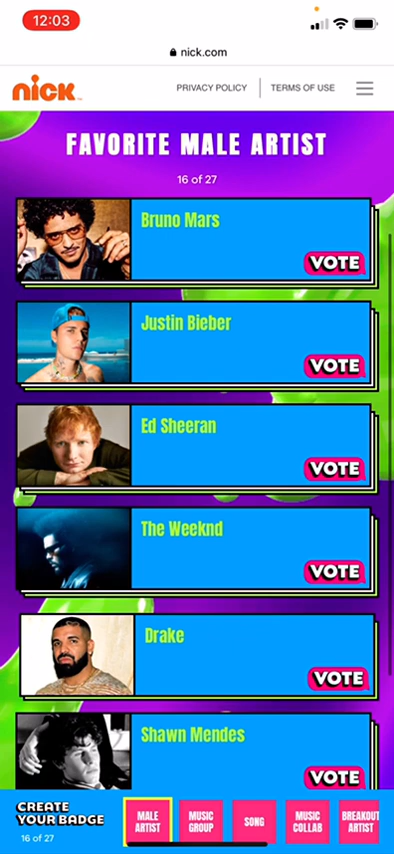 12:03
nick.com
nick
PRIVACY POLICY
TERMS OF USE
FAVORITE MALE ARTIST
16 of 27
Bruno Mars
VOTE
Justin Bieber
VOTE
Ed Sheeran
VOTE
The Weeknd
VOTE
Drake
VOTE
Shawn Mendes
VOTE
CREATE
YOUR BADGE
16 of 27
MALE
ARTIST
MUSIC
GROUP
SONG
MUSIC
COLLAB
BREAKOUT
ARTIST